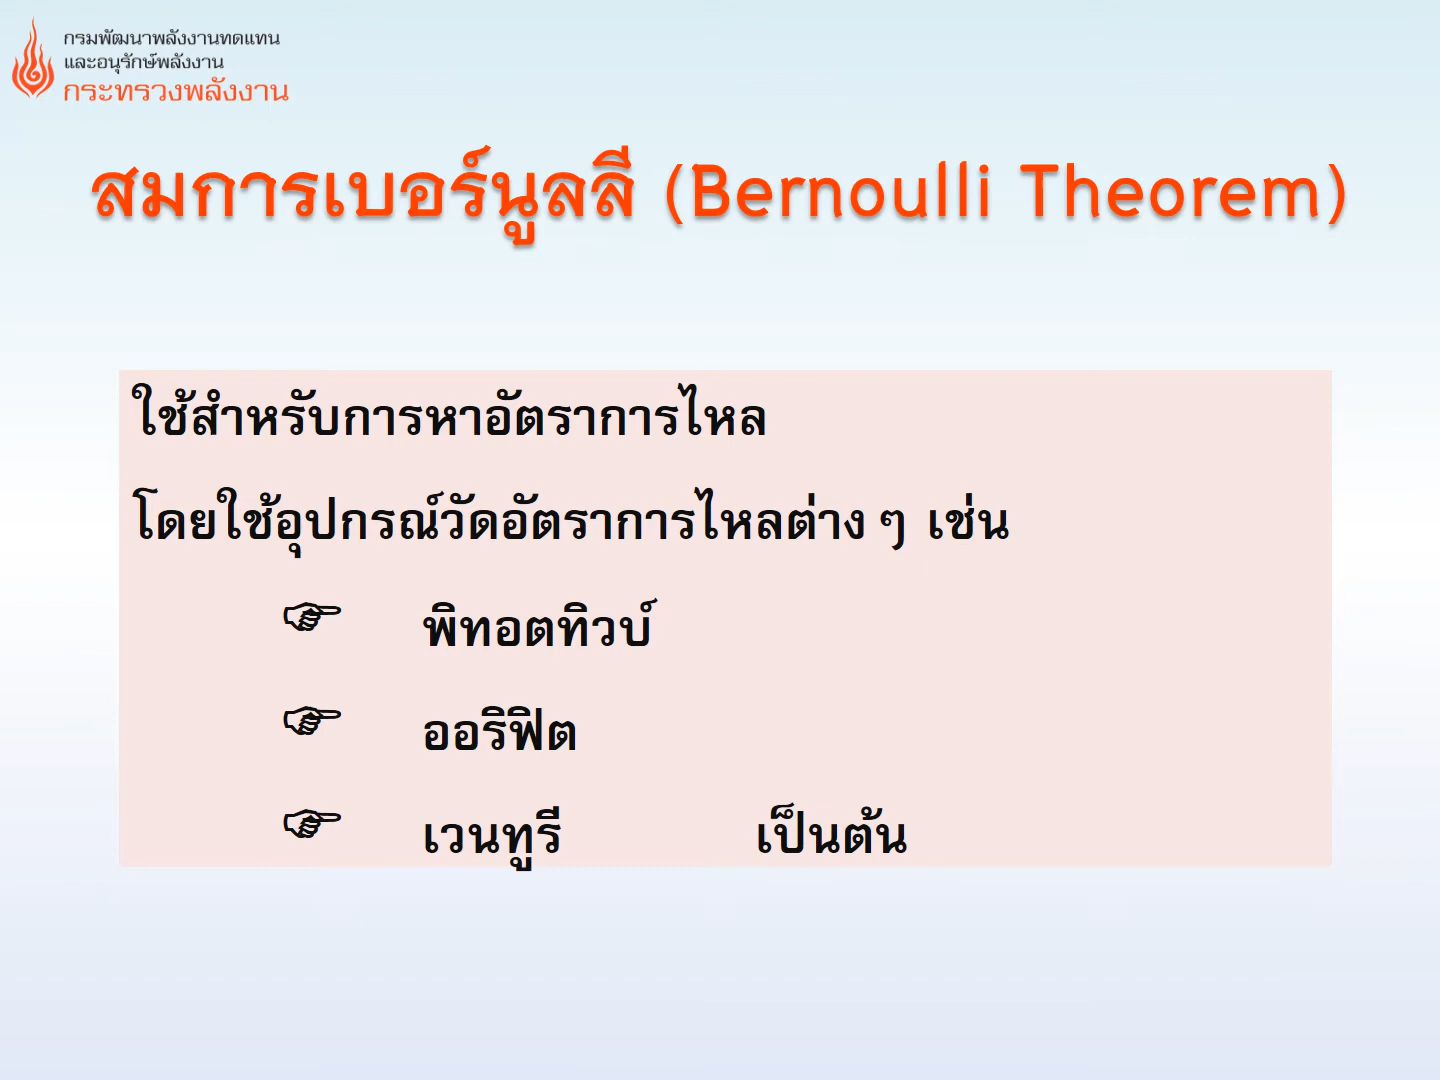 กรมพัฒนาพลังงานทดแทน
และอนุรักษ์พลังงาน
กระทรวงพลังงาน
สมการเบอร์นูลลี (Bernoulli Theorem)
ใช้สำหรับการหาอัตราการไหล
โดยใช้อุปกรณ์วัดอัตราการไหลต่าง ๆ เช่น
พิทอตทิวบ์
ออริฟิต
เวนทูรี เป็นต้น